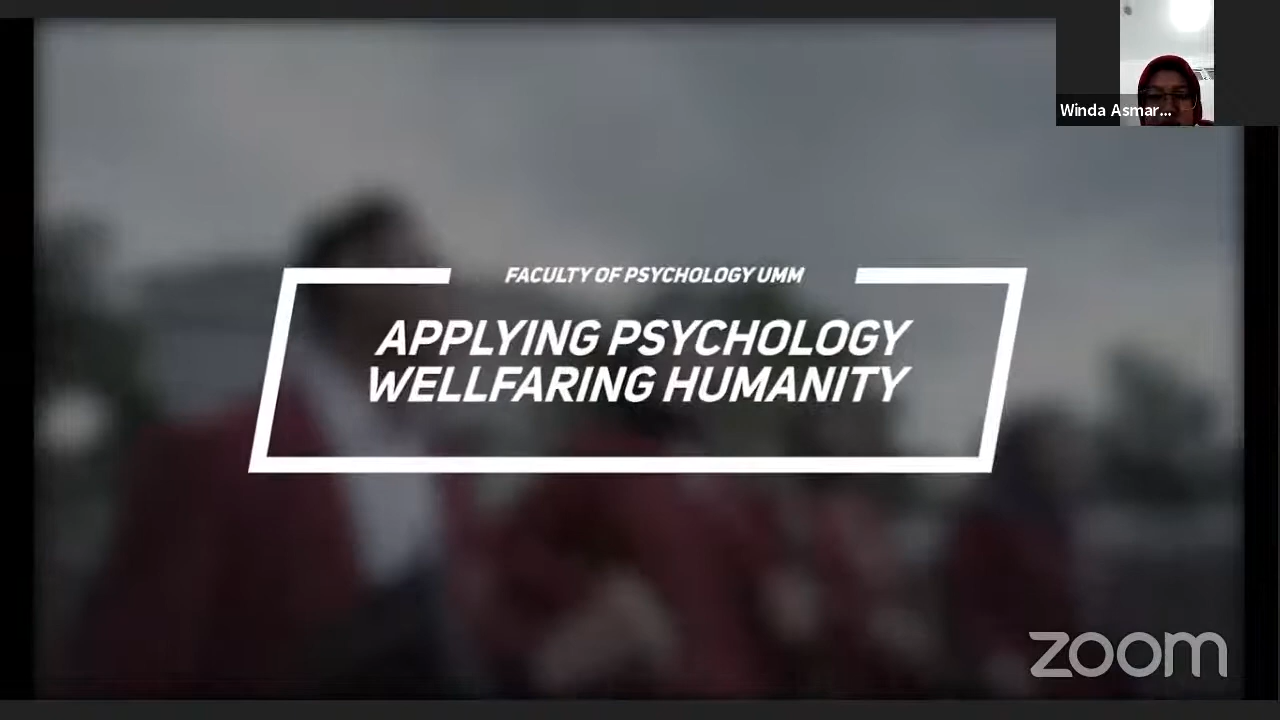 Winda Asmar...
FACULTY OF PSYCHOLOGY UMM
APPLYING PSYCHOLOGY
WELLFARING HUMANITY
zoom